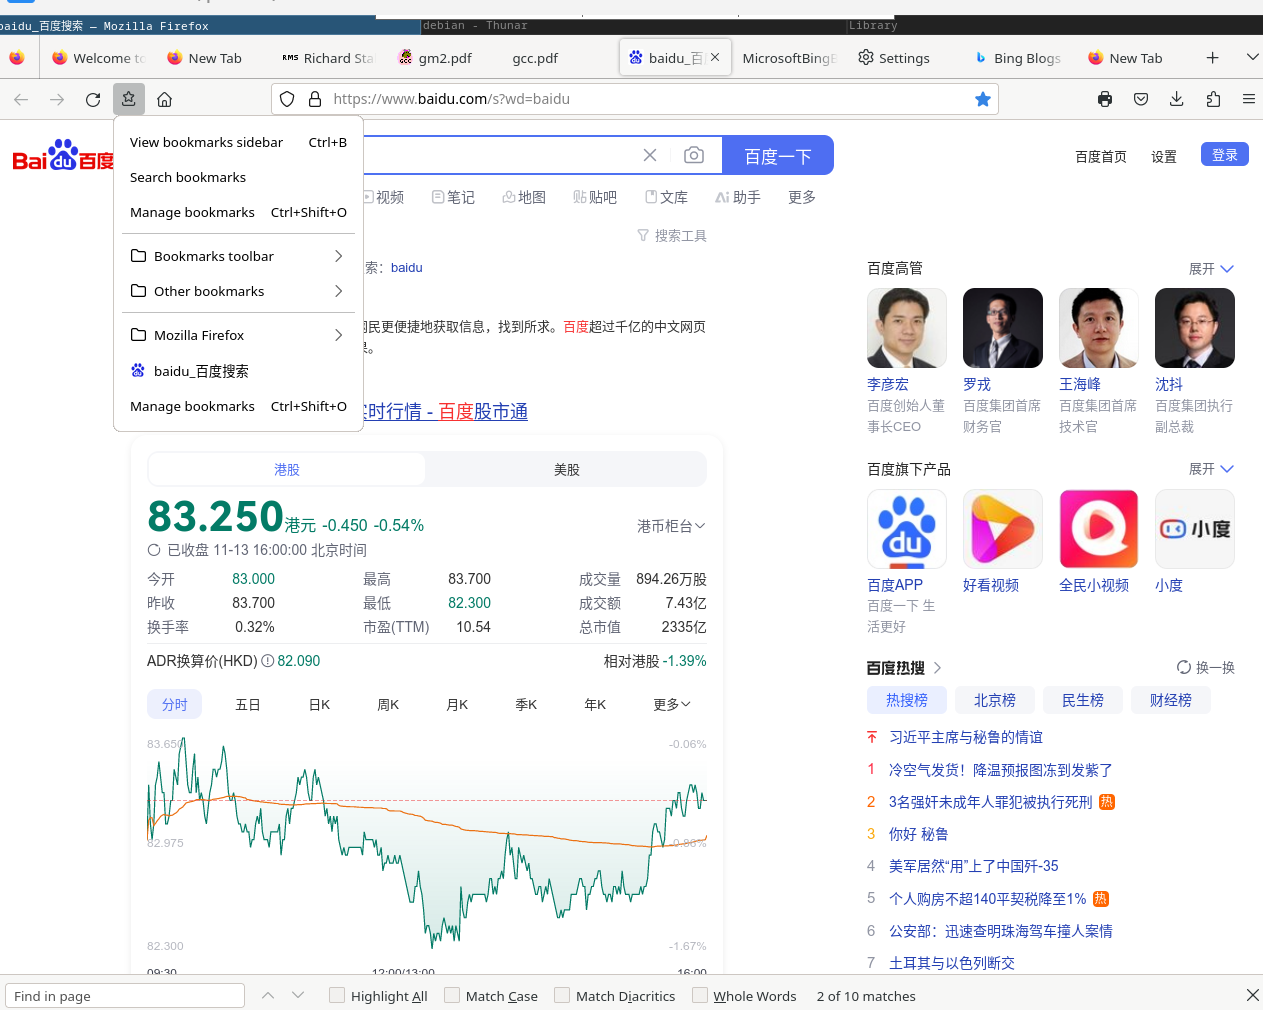 baidu_百度搜索 — Mozilla Firefox
debian - Thunar
Library
Welcome to
New Tab
Richard Sta
gm2.pdf
gcc.pdf
baidu_百
MicrosoftBingB
Settings
Bing Blogs
New Tab
https://www.baidu.com/s?wd=baidu
View bookmarks sidebar Ctrl+B
Search bookmarks
Manage bookmarks Ctrl+Shift+O
Bookmarks toolbar
Other bookmarks
Mozilla Firefox
baidu_百度搜索
Manage bookmarks Ctrl+Shift+O
Bai du 百度
百度一下
百度首页 设置 登录
视频 笔记 地图 贴吧 文库 助手 更多
搜索工具
索：baidu
网民更便捷地获取信息，找到所求。百度超过千亿的中文网页
果。
实时行情 - 百度股市通
港股 美股
83.250港元 -0.450 -0.54% 港币柜台
已收盘 11-13 16:00:00 北京时间
今开 83.000 最高 83.700 成交量 894.26万股
昨收 83.700 最低 82.300 成交额 7.43亿
换手率 0.32% 市盈(TTM) 10.54 总市值 2335亿
ADR换算价(HKD) 82.090 相对港股 -1.39%
分时 五日 日K 周K 月K 季K 年K 更多
83.650 -0.06%
82.975 -0.86%
82.300 -1.67%
09:30 12:00/13:00 16:00
百度高管 展开
李彦宏 罗戎 王海峰 沈抖
百度创始人董 百度集团首席 百度集团首席 百度集团执行
事长CEO 财务官 技术官 副总裁
百度旗下产品 展开
du 小度
百度APP 好看视频 全民小视频 小度
百度一下 生
活更好
百度热搜 换一换
热搜榜 北京榜 民生榜 财经榜
习近平主席与秘鲁的情谊
1 冷空气发货！降温预报图冻到发紫了
2 3名强奸未成年人罪犯被执行死刑 热
3 你好 秘鲁
4 美军居然“用”上了中国歼-35
5 个人购房不超140平契税降至1% 热
6 公安部：迅速查明珠海驾车撞人案情
7 土耳其与以色列断交
Find in page Highlight All Match Case Match Diacritics Whole Words 2 of 10 matches